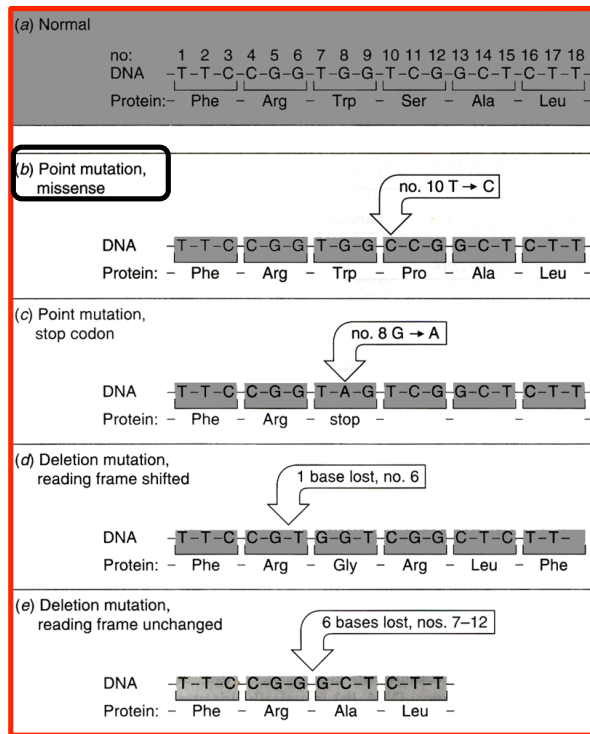 (a) Normal
no: 1 2 3 4 5 6 7 8 9 10 11 12 13 14 15 16 17 18
DNA -T-T-C-C-G-G-T-G-G-T-C-G-G-C-T-C-T-T-
Protein:- Phe - Arg - Trp - Ser - Ala - Leu -
(b) Point mutation,
missense
no. 10 T → C
DNA -T-T-C-C-G-G-T-G-G-C-C-G-G-C-T-C-T-T-
Protein: - Phe - Arg - Trp - Pro - Ala - Leu -
(c) Point mutation,
stop codon
no. 8 G → A
DNA -T-T-C-C-G-G-T-A-G-T-C-G-G-C-T-C-T-T-
Protein: - Phe - Arg - stop - - -
(d) Deletion mutation,
reading frame shifted
1 base lost, no. 6
DNA -T-T-C-C-G-T-G-G-T-C-G-G-C-T-C-T-T-
Protein: - Phe - Arg - Gly - Arg - Leu - Phe
(e) Deletion mutation,
reading frame unchanged
6 bases lost, nos. 7–12
DNA -T-T-C-C-G-G-G-C-T-C-T-T-
Protein: - Phe - Arg - Ala - Leu -